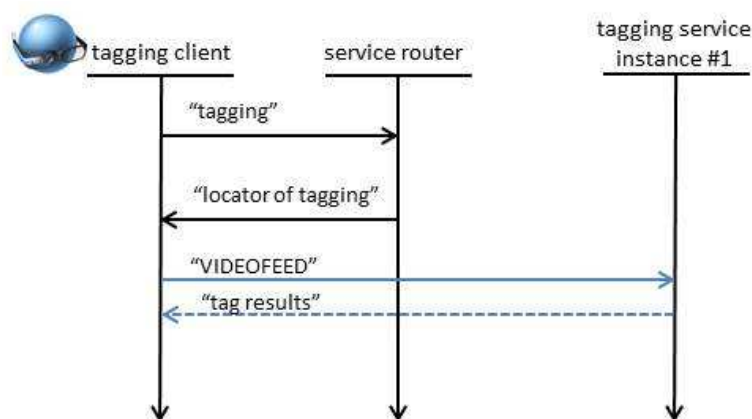 tagging client
service router
tagging service
instance #1
“tagging”
“locator of tagging”
“VIDEOFEED”
“tag results”